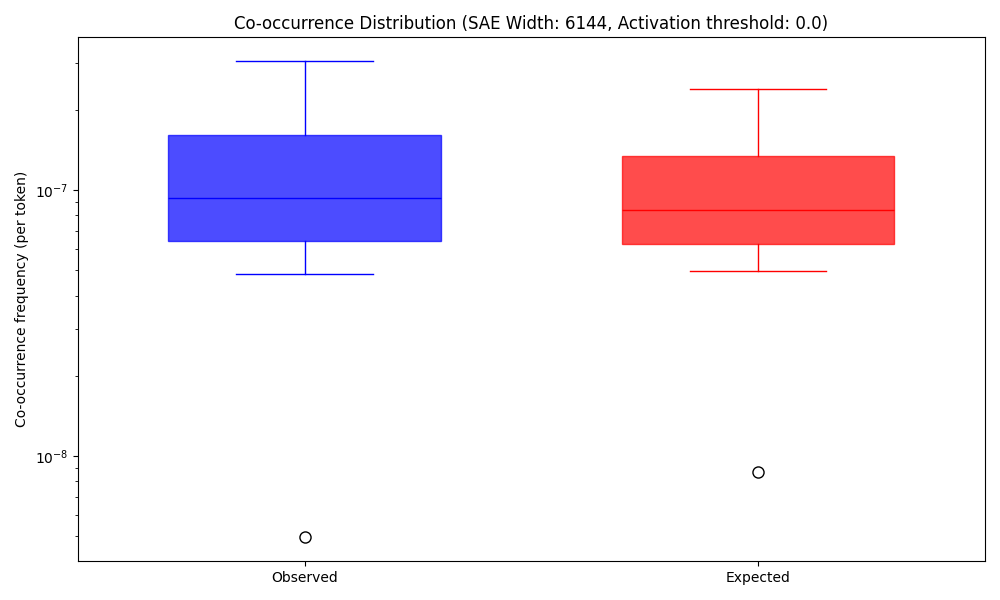 Co-occurrence Distribution (SAE Width: 6144, Activation threshold: 0.0)
Co-occurrence frequency (per token)
10⁻⁷
10⁻⁸
Observed
Expected